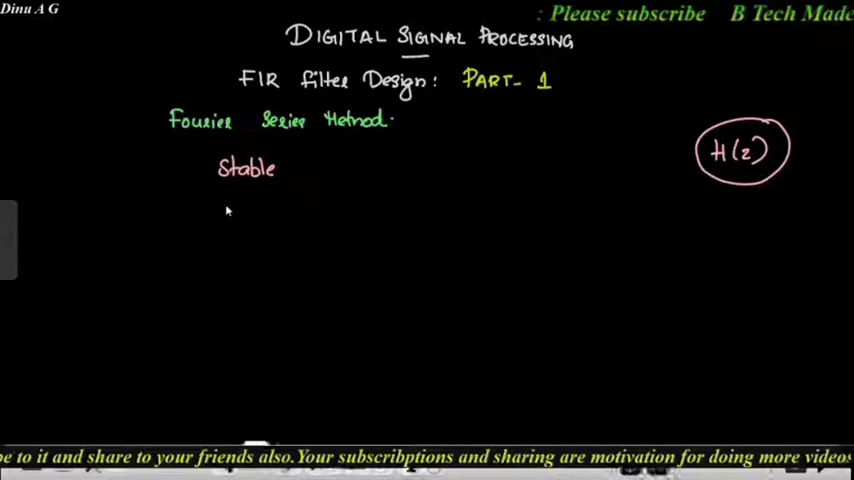 Dinu A G
: Please subscribe B Tech Made
DIGITAL SIGNAL PROCESSING
FIR Filter Design: PART- 1
Fourier Series Method.
H(z)
Stable
be to it and share to your friends also.Your subscribptions and sharing are motivation for doing more videos